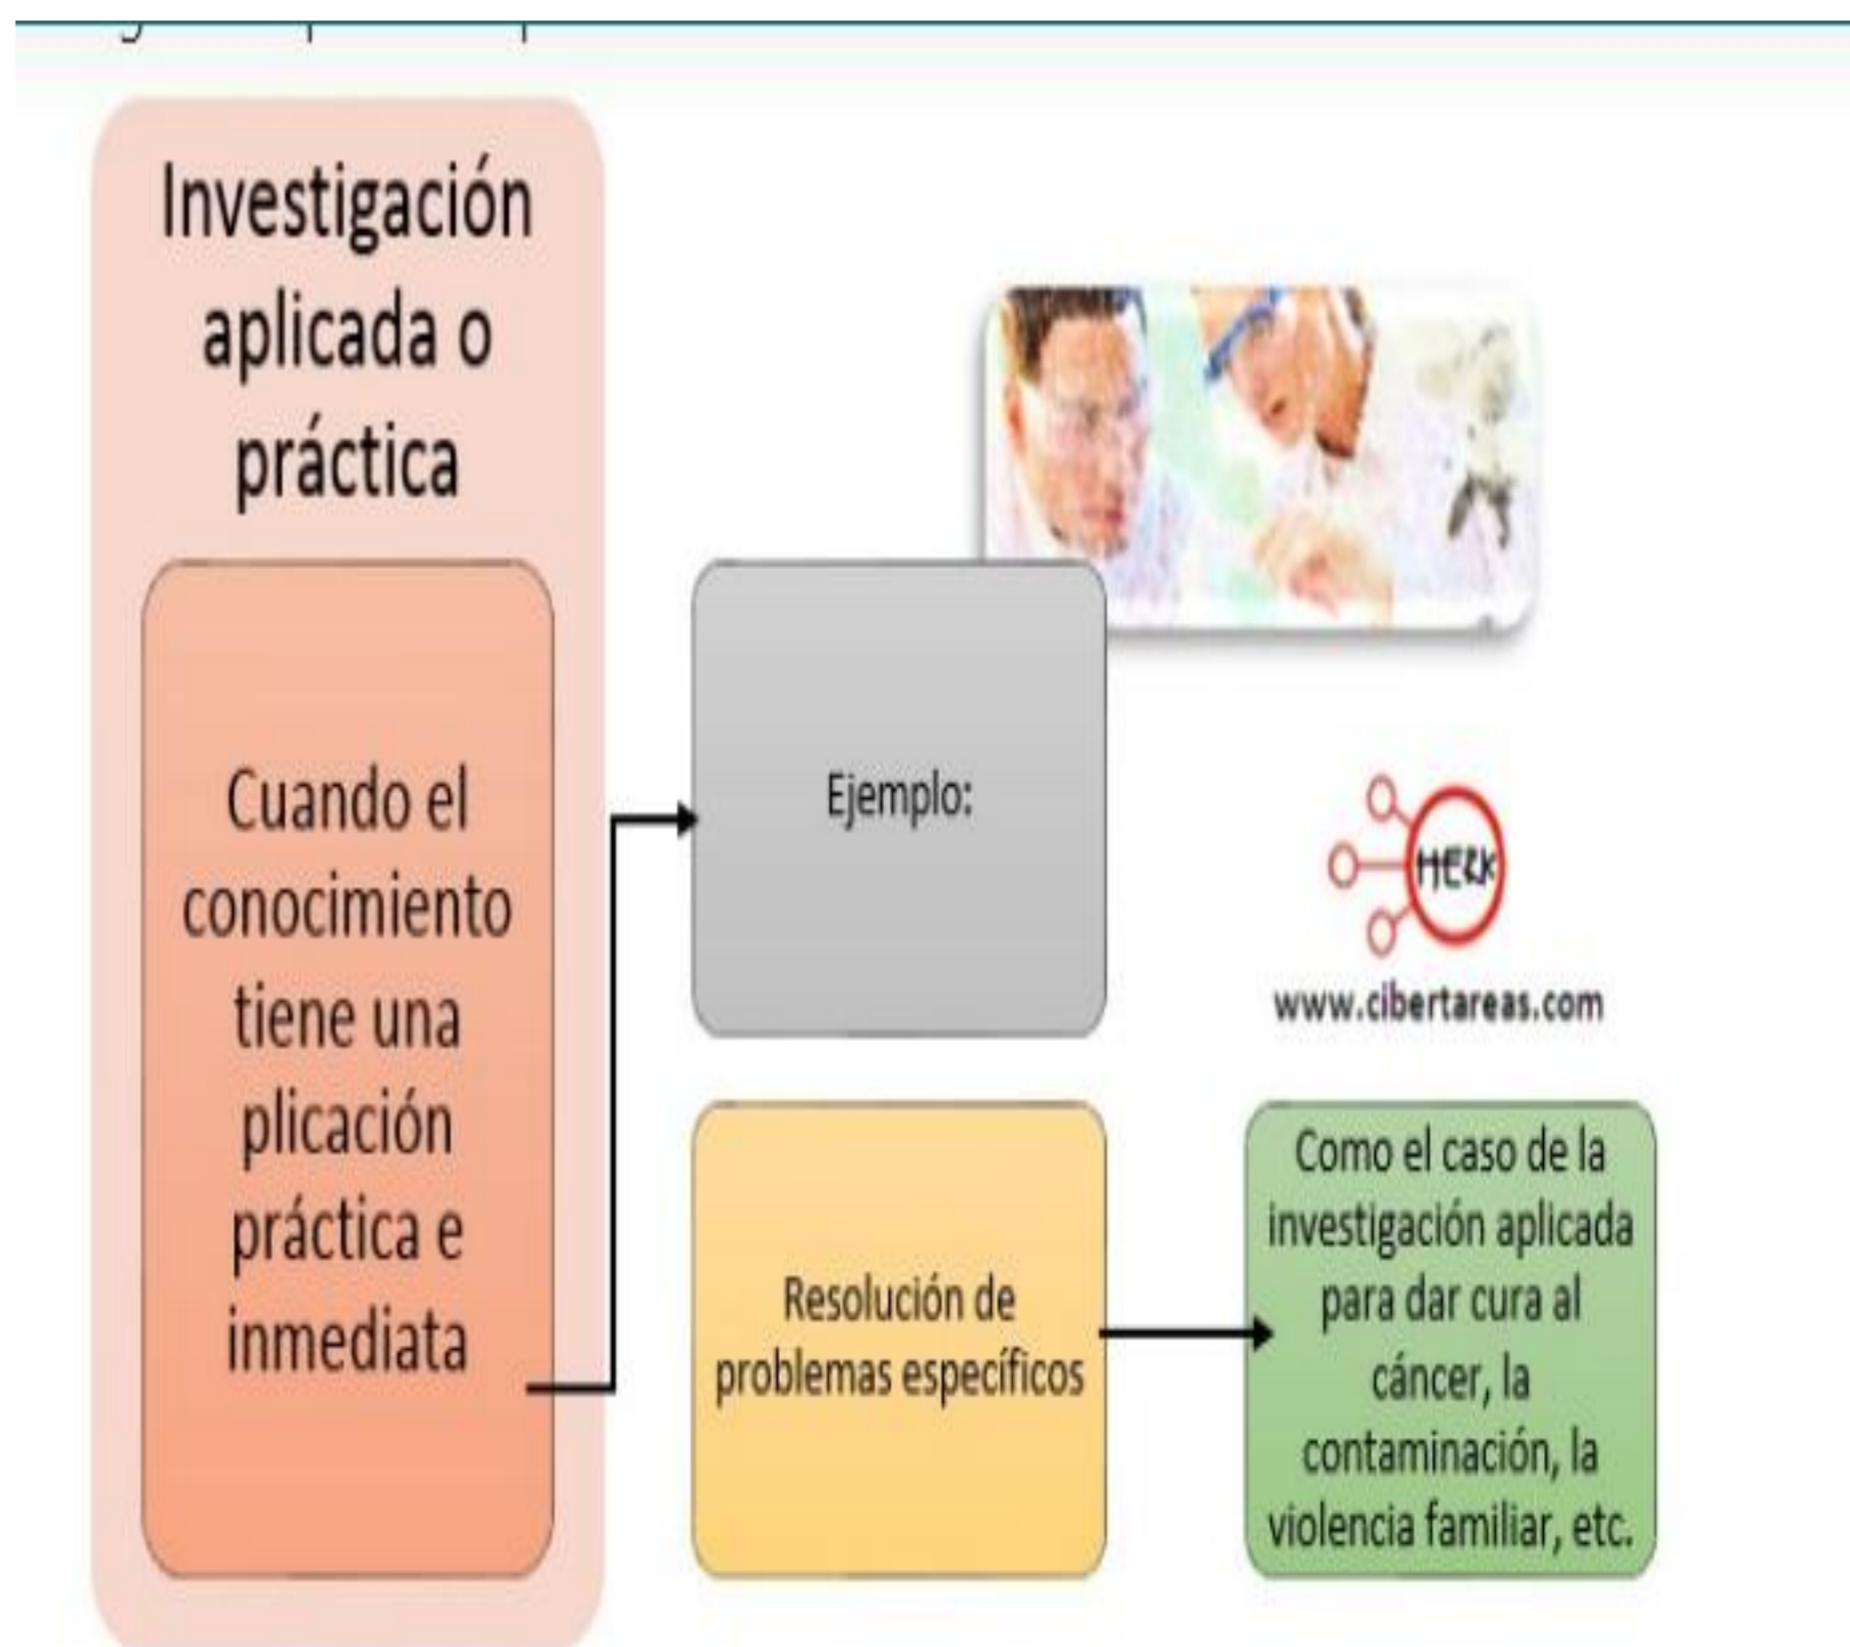 Investigación
aplicada o
práctica
Cuando el
conocimiento
tiene una
plicación
práctica e
inmediata
Ejemplo:
HERK
www.cibertareas.com
Resolución de
problemas específicos
Como el caso de la
investigación aplicada
para dar cura al
cáncer, la
contaminación, la
violencia familiar, etc.